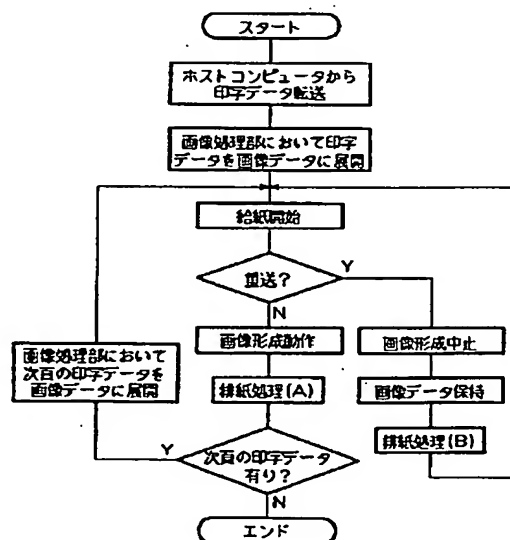 スタート
ホストコンピュータから
印字データ転送
画像処理部において印字
データを画像データに展開
給紙開始
重送?
Y
N
画像形成動作
画像形成中止
画像処理部において
次頁の印字データを
画像データに展開
排紙処理(A)
画像データ保持
排紙処理(B)
Y
次頁の印字データ
有り?
N
エンド